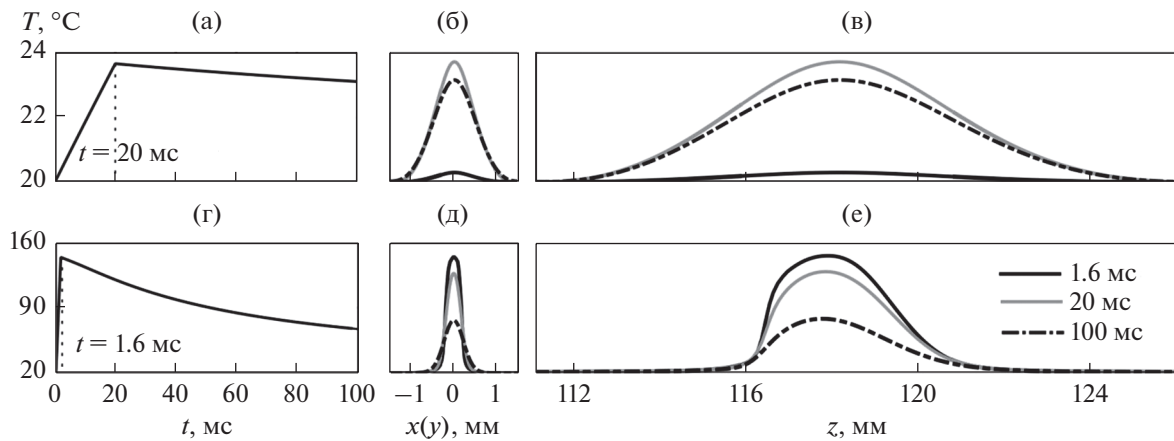 T, °C
(а)
(б)
(в)
24
22
20
t = 20 мс
(г)
(д)
(е)
160
90
20
t = 1.6 мс
1.6 мс
20 мс
100 мс
0 20 40 60 80 100
−1 0 1
112 116 120 124
t, мс
x(y), мм
z, мм